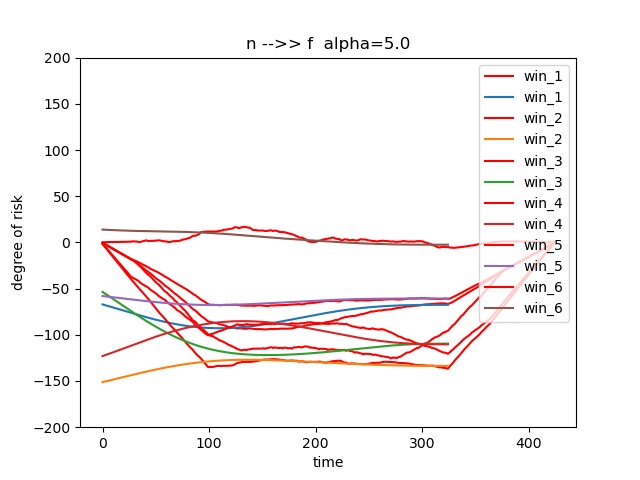 n -->> f  alpha=5.0
degree of risk
200
150
100
50
0
−50
−100
−150
−200
0
100
200
300
400
time
win_1
win_1
win_2
win_2
win_3
win_3
win_4
win_4
win_5
win_5
win_6
win_6